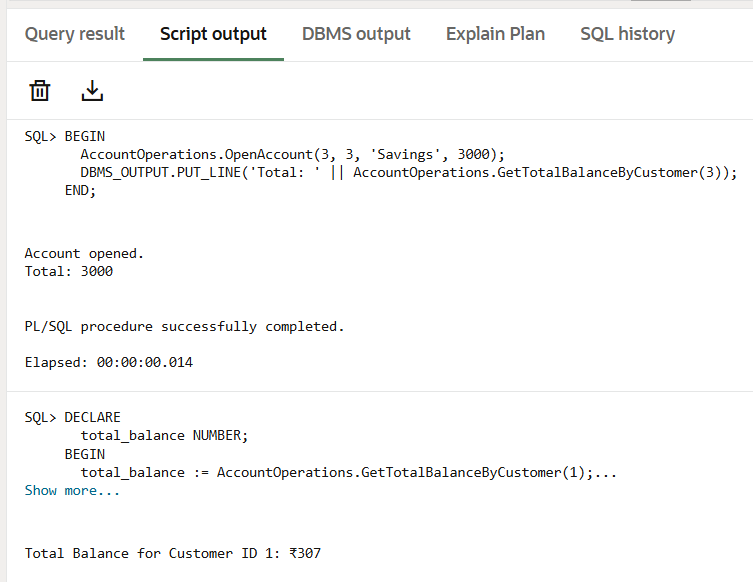 Query result Script output DBMS output Explain Plan SQL history
SQL> BEGIN
       AccountOperations.OpenAccount(3, 3, 'Savings', 3000);
       DBMS_OUTPUT.PUT_LINE('Total: ' || AccountOperations.GetTotalBalanceByCustomer(3));
     END;
Account opened.
Total: 3000
PL/SQL procedure successfully completed.
Elapsed: 00:00:00.014
SQL> DECLARE
       total_balance NUMBER;
     BEGIN
       total_balance := AccountOperations.GetTotalBalanceByCustomer(1);...
Show more...
Total Balance for Customer ID 1: ₹307